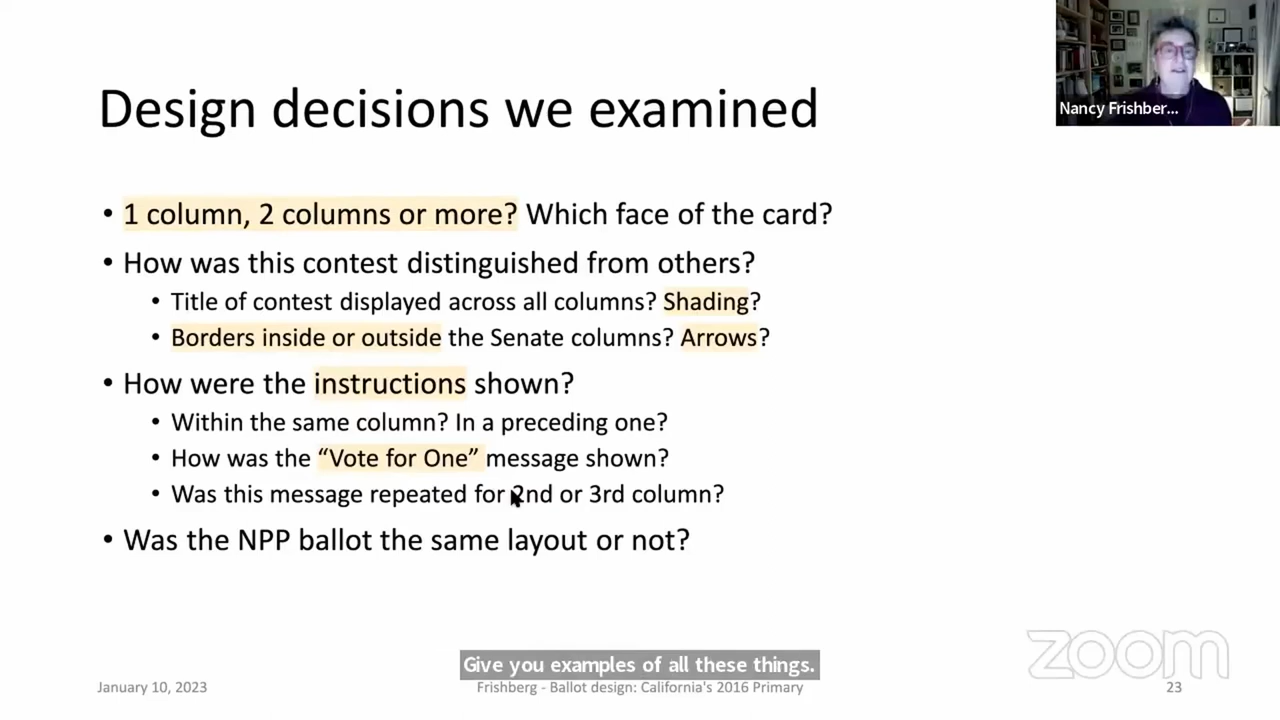 Nancy Frishber...
Design decisions we examined
• 1 column, 2 columns or more? Which face of the card?
• How was this contest distinguished from others?
• Title of contest displayed across all columns? Shading?
• Borders inside or outside the Senate columns? Arrows?
• How were the instructions shown?
• Within the same column? In a preceding one?
• How was the “Vote for One” message shown?
• Was this message repeated for 2nd or 3rd column?
• Was the NPP ballot the same layout or not?
zoom
Give you examples of all these things.
January 10, 2023
Frishberg - Ballot design: California's 2016 Primary
23